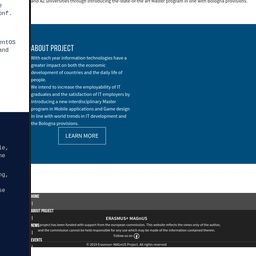 and AZ universities through introducing the-state-of-the art Master program in line with Bologna provisions.
onf.
entOS
and
ABOUT PROJECT
With each year information technologies have a
greater impact on both the economic
development of countries and the daily life of
people.
We intend to increase the employability of IT
graduates and the satisfaction of IT employers by
introducing a new interdisciplinary Master
program in Mobile applications and Game design
in line with world trends in IT development and
the Bologna provisions.
LEARN MORE
HOME
ABOUT PROJECT
NEWS
EVENTS
ERASMUS+ MAGnUS
project has been funded with support from the european commission. This website reflects the views only of the author,
and the commission cannot be held responsible for any use which may be made of the information contained therein.
Follow us on
© 2019 Erasmus+ MAGnUS Project. All rights reserved.